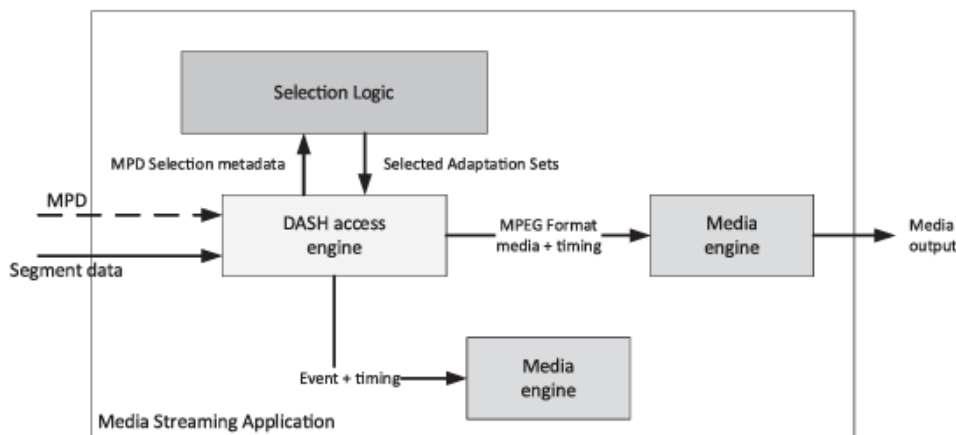 Selection Logic
MPD Selection metadata
Selected Adaptation Sets
MPD
DASH access
engine
MPEG Format
media + timing
Media
engine
Media
output
Segment data
Event + timing
Media
engine
Media Streaming Application